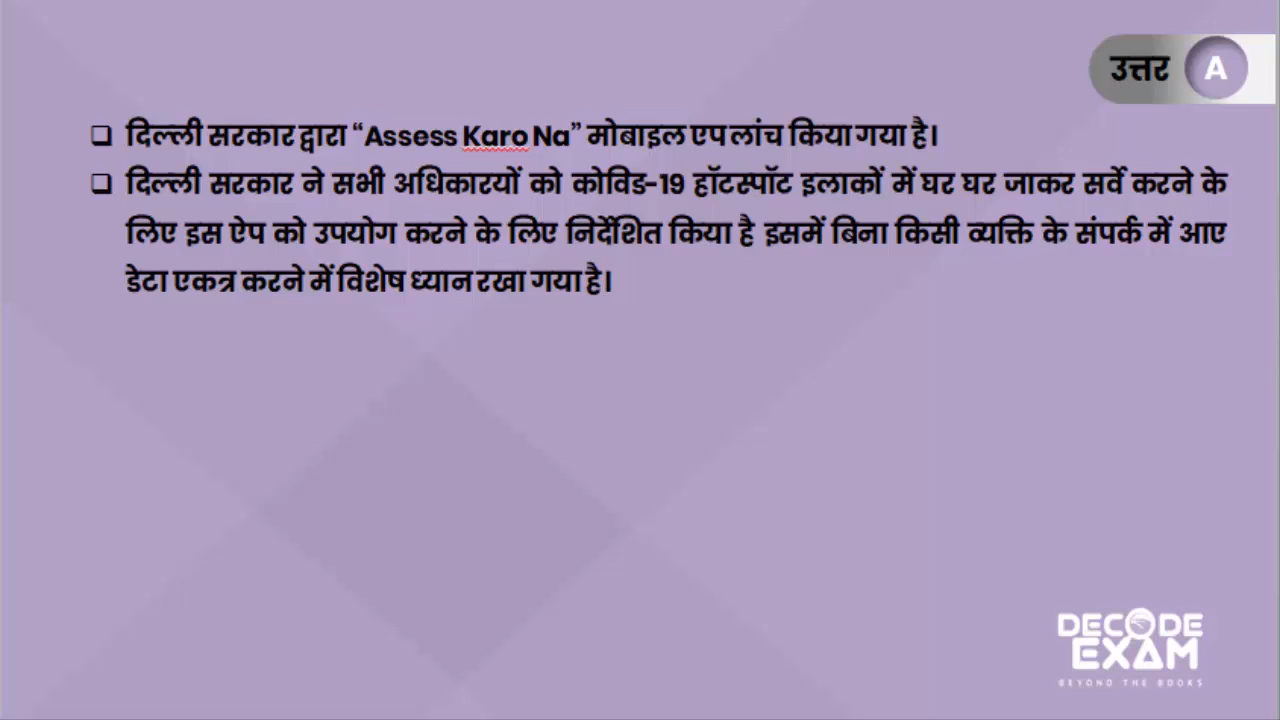 उत्तर A
दिल्ली सरकार द्वारा “Assess Karo Na” मोबाइल एप लांच किया गया है।
दिल्ली सरकार ने सभी अधिकारयों को कोविड-19 हॉटस्पॉट इलाकों में घर घर जाकर सर्वे करने के
लिए इस ऐप को उपयोग करने के लिए निर्देशित किया है इसमें बिना किसी व्यक्ति के संपर्क में आए
डेटा एकत्र करने में विशेष ध्यान रखा गया है।
DECODE
EXAM
BEYOND THE BOOKS